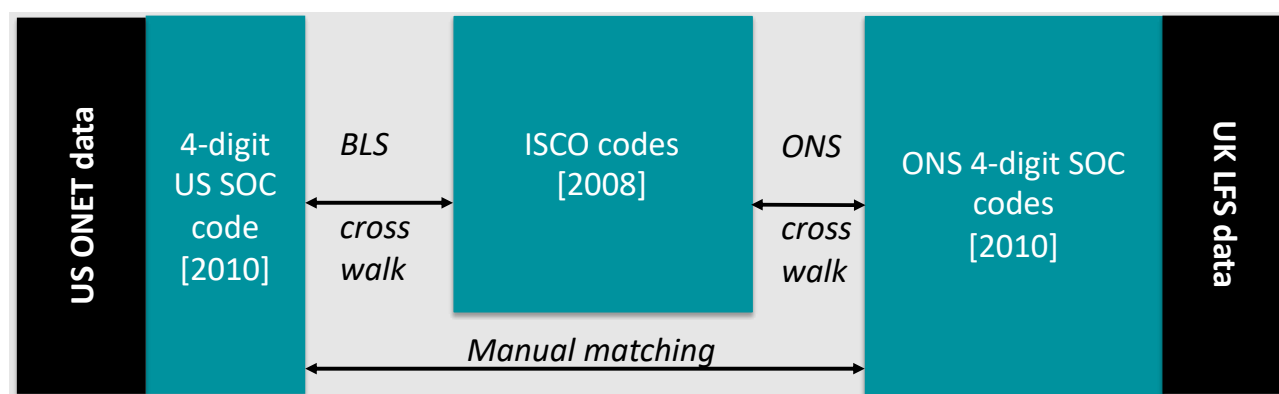 US ONET data
4-digit
US SOC
code
[2010]
BLS
cross
walk
ISCO codes
[2008]
ONS
cross
walk
ONS 4-digit SOC
codes
[2010]
UK LFS data
Manual matching